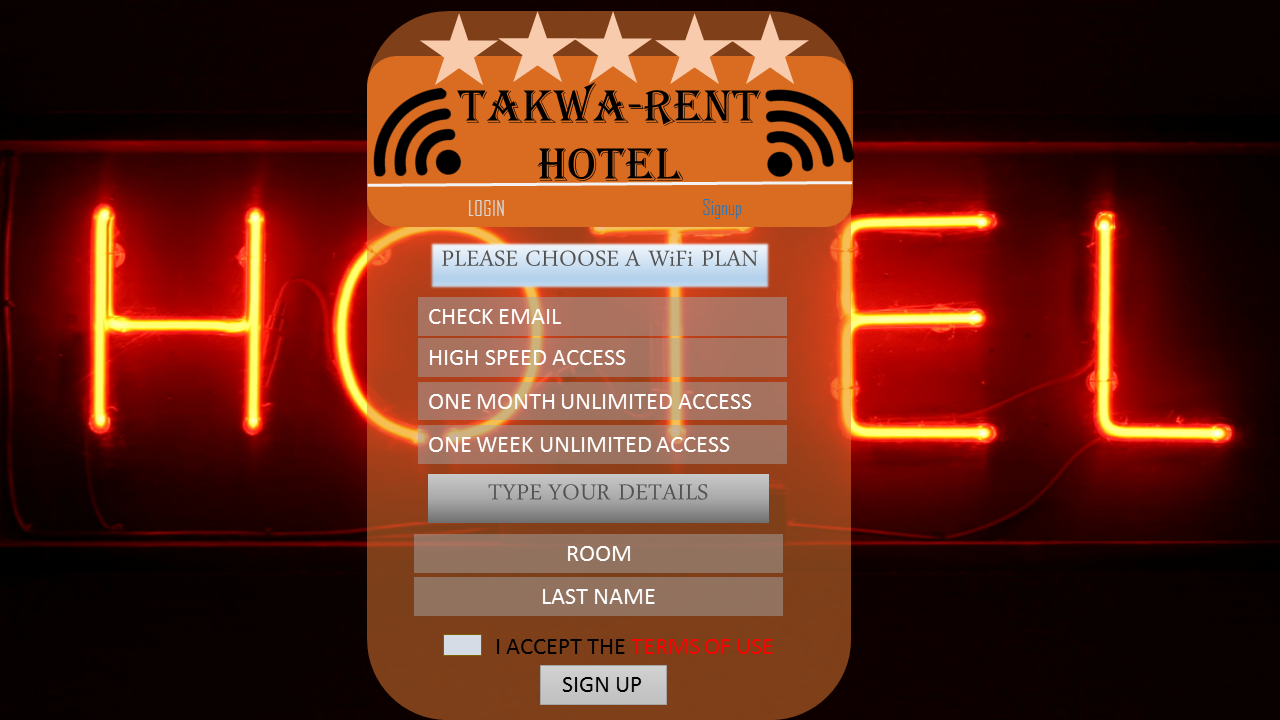 TAKWA-RENT
HOTEL
LOGIN Signup
HOTEL
PLEASE CHOOSE A WiFi PLAN
CHECK EMAIL
HIGH SPEED ACCESS
ONE MONTH UNLIMITED ACCESS
ONE WEEK UNLIMITED ACCESS
TYPE YOUR DETAILS
ROOM
LAST NAME
I ACCEPT THE TERMS OF USE
SIGN UP